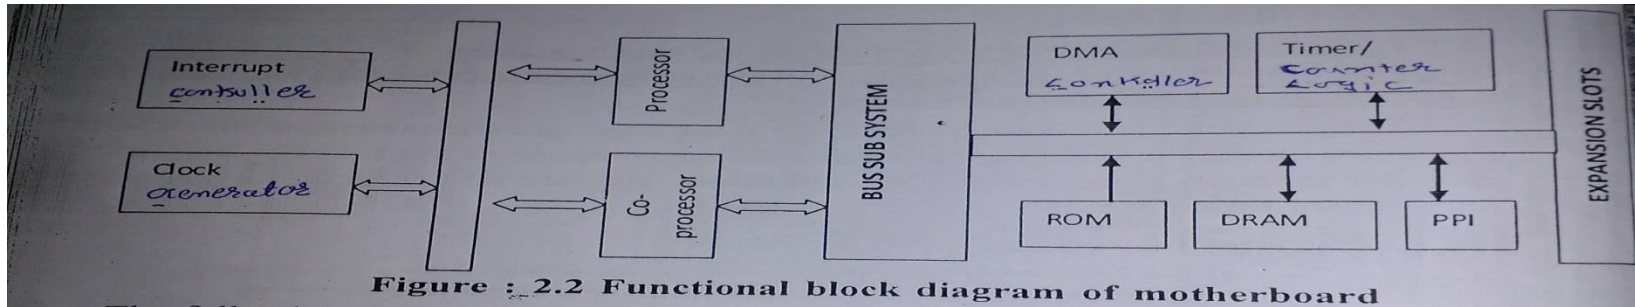 Interrupt
contsuller
Clock
Generator
Processor
Co-
processor
BUS SUB SYSTEM
DMA
controller
Timer/
counter
Logic
ROM
DRAM
PPI
EXPANSION SLOTS
Figure : 2.2 Functional block diagram of motherboard